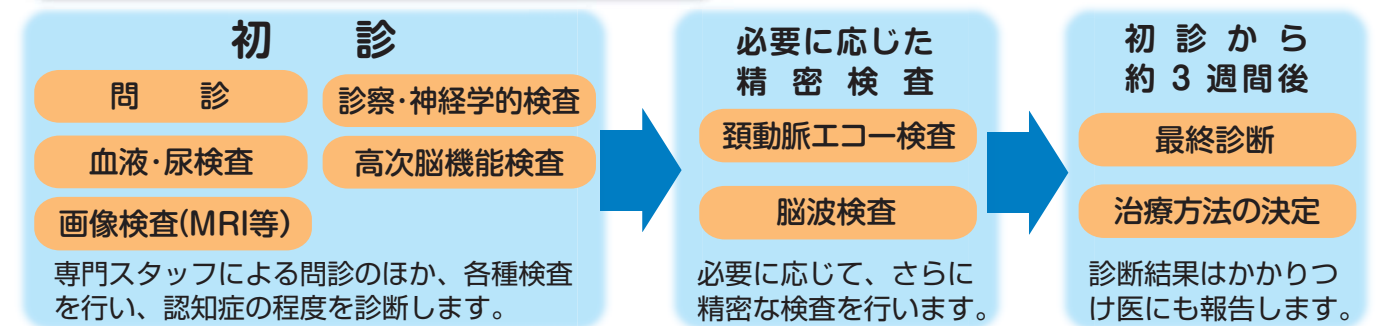 初　診
問　診
診察・神経学的検査
血液・尿検査
高次脳機能検査
画像検査(MRI等)
専門スタッフによる問診のほか、各種検査
を行い、認知症の程度を診断します。
必要に応じた
精密検査
頚動脈エコー検査
脳波検査
必要に応じて、さらに
精密な検査を行います。
初診から
約3週間後
最終診断
治療方法の決定
診断結果はかかりつ
け医にも報告します。